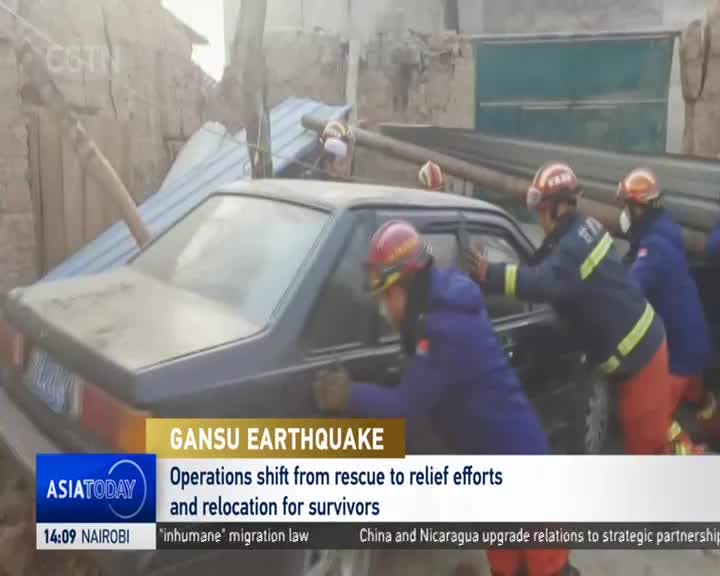 CGTN
GANSU EARTHQUAKE
Operations shift from rescue to relief efforts
and relocation for survivors
ASIATODAY
14:09 NAIROBI
"inhumane" migration law China and Nicaragua upgrade relations to strategic partnership